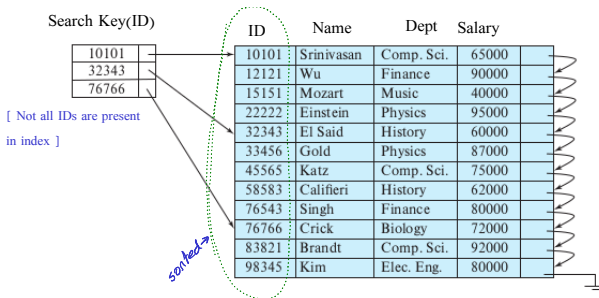 Search Key(ID)
ID Name Dept Salary
10101
32343
76766
[ Not all IDs are present
in index ]
10101 Srinivasan Comp. Sci. 65000
12121 Wu Finance 90000
15151 Mozart Music 40000
22222 Einstein Physics 95000
32343 El Said History 60000
33456 Gold Physics 87000
45565 Katz Comp. Sci. 75000
58583 Califieri History 62000
76543 Singh Finance 80000
76766 Crick Biology 72000
83821 Brandt Comp. Sci. 92000
98345 Kim Elec. Eng. 80000
sonted